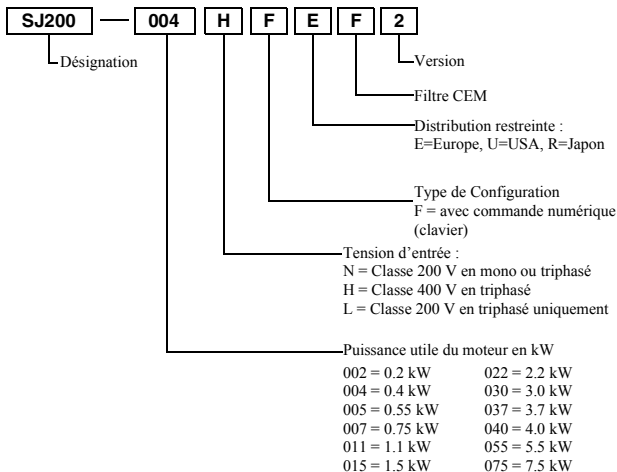 SJ200 — 004 H F E F 2
Désignation
Version
Filtre CEM
Distribution restreinte :
E=Europe, U=USA, R=Japon
Type de Configuration
F = avec commande numérique
(clavier)
Tension d’entrée :
N = Classe 200 V en mono ou triphasé
H = Classe 400 V en triphasé
L = Classe 200 V en triphasé uniquement
Puissance utile du moteur en kW
002 = 0.2 kW 022 = 2.2 kW
004 = 0.4 kW 030 = 3.0 kW
005 = 0.55 kW 037 = 3.7 kW
007 = 0.75 kW 040 = 4.0 kW
011 = 1.1 kW 055 = 5.5 kW
015 = 1.5 kW 075 = 7.5 kW